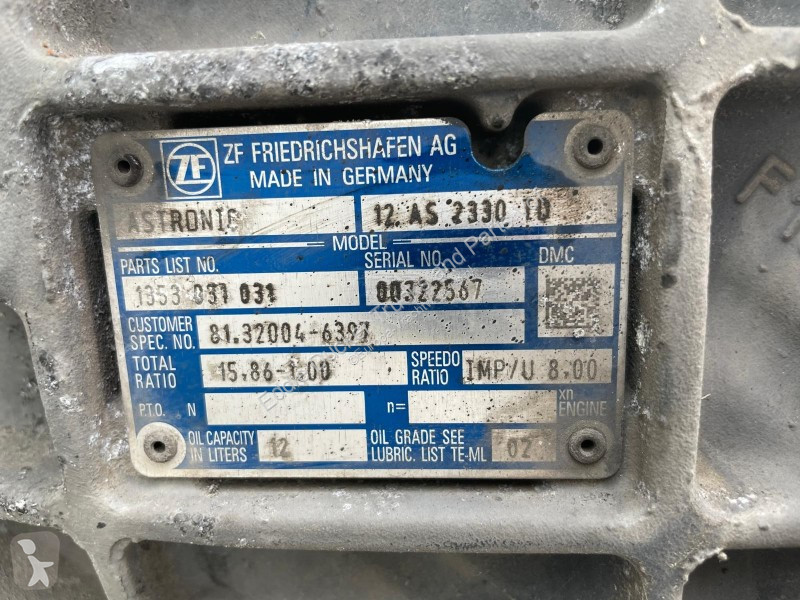 ZF
ZF FRIEDRICHSHAFEN AG
MADE IN GERMANY
ASTRONIC 12 AS 2330 TD
MODEL
PARTS LIST NO. SERIAL NO. DMC
1353 031 031 00322567
CUSTOMER
SPEC. NO. 81.32004-6397
TOTAL
RATIO 15.86-1.00 SPEEDO
RATIO IMP/U 8.00
P.T.O. N n= xn
ENGINE
OIL CAPACITY
IN LITERS 12 OIL GRADE SEE
LUBRIC. LIST TE-ML 02